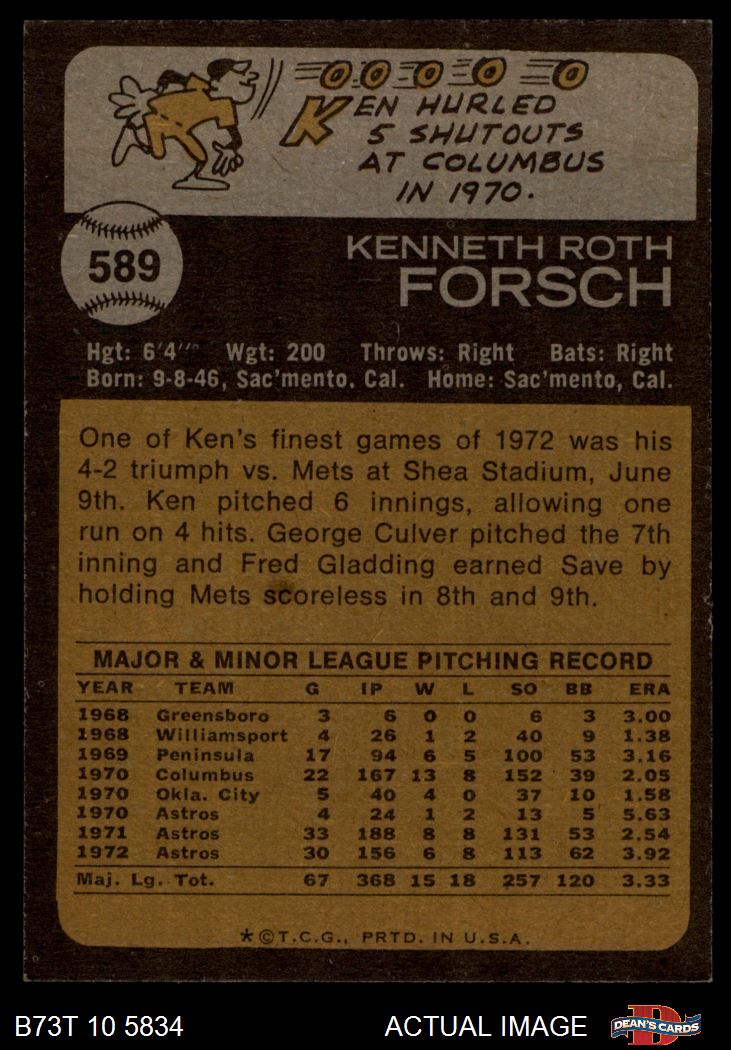 KEN HURLED
5 SHUTOUTS
AT COLUMBUS
IN 1970.
589
KENNETH ROTH
FORSCH
Hgt: 6'4" Wgt: 200 Throws: Right Bats: Right
Born: 9-8-46, Sac'mento, Cal. Home: Sac'mento, Cal.
One of Ken's finest games of 1972 was his
4-2 triumph vs. Mets at Shea Stadium, June
9th. Ken pitched 6 innings, allowing one
run on 4 hits. George Culver pitched the 7th
inning and Fred Gladding earned Save by
holding Mets scoreless in 8th and 9th.
MAJOR & MINOR LEAGUE PITCHING RECORD
YEAR TEAM G IP W L SO BB ERA
1968 Greensboro 3 6 0 0 6 3 3.00
1968 Williamsport 4 26 1 2 40 9 1.38
1969 Peninsula 17 94 6 5 100 53 3.16
1970 Columbus 22 167 13 8 152 39 2.05
1970 Okla. City 5 40 4 0 37 10 1.58
1970 Astros 4 24 1 2 13 5 5.63
1971 Astros 33 188 8 8 131 53 2.54
1972 Astros 30 156 6 8 113 62 3.92
Maj. Lg. Tot. 67 368 15 18 257 120 3.33
*©T.C.G., PRTD. IN U.S.A.
B73T 10 5834 ACTUAL IMAGE DEAN'S CARDS